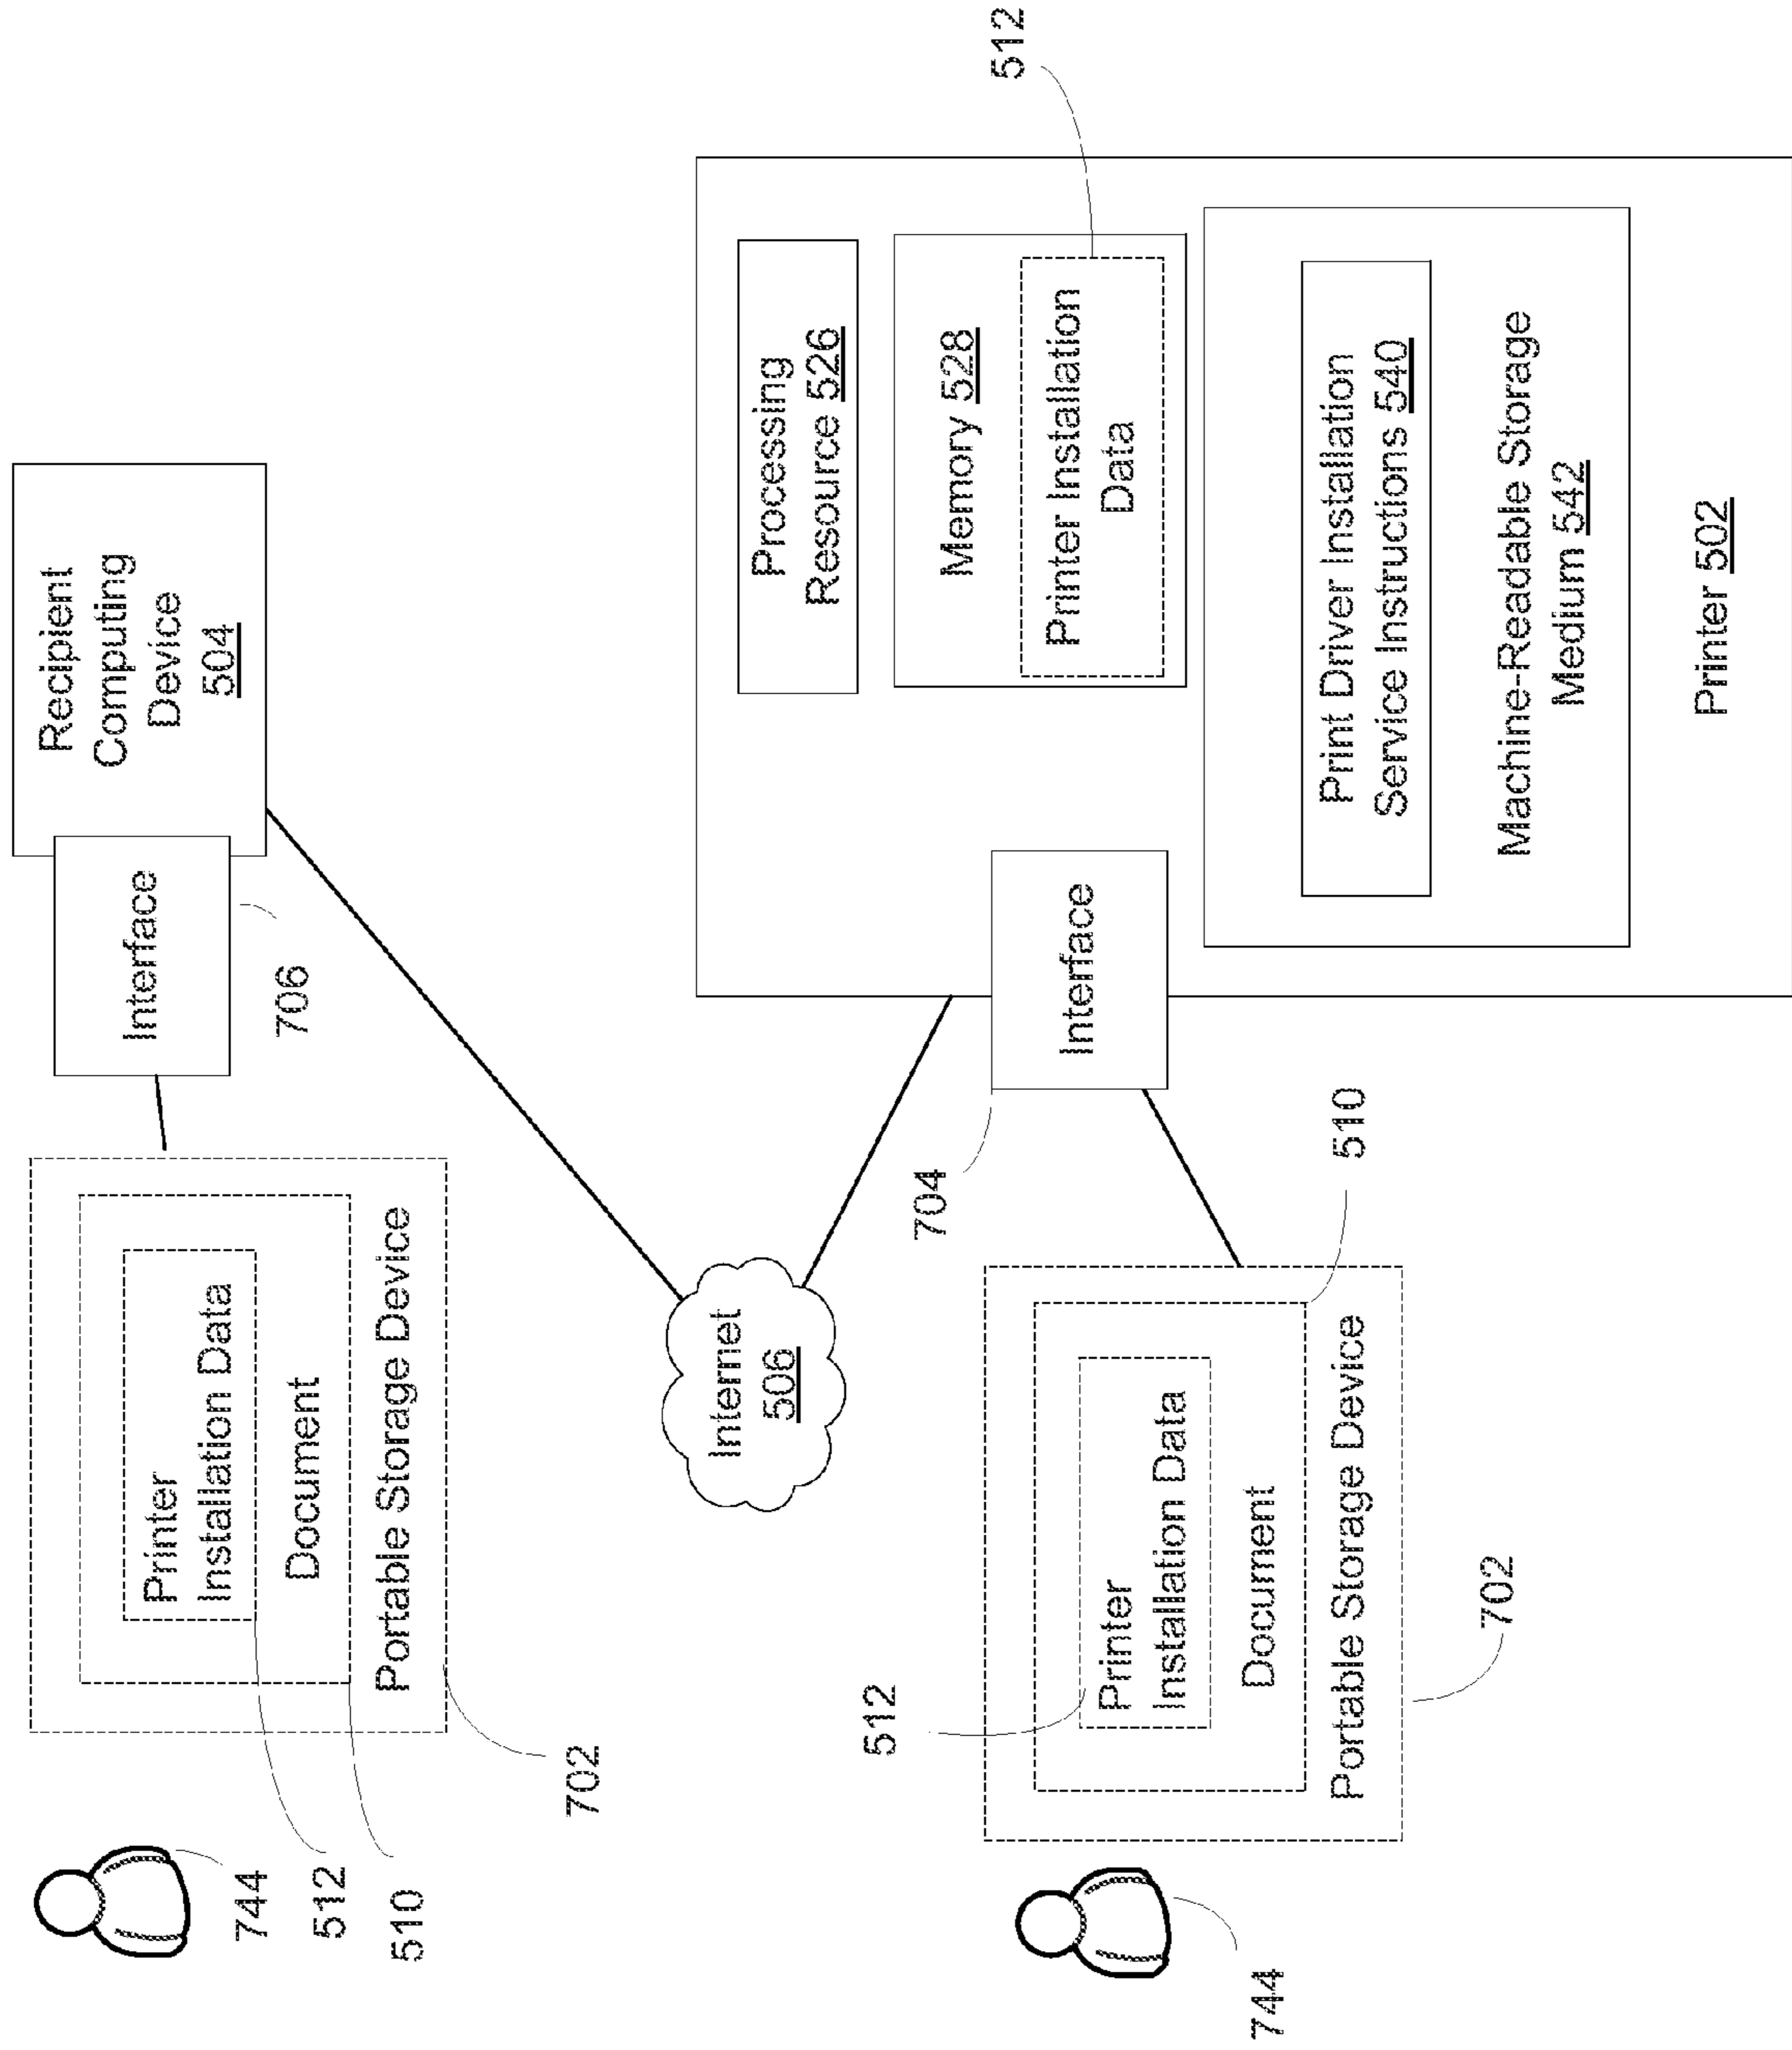 744
512
510
Printer
Installation Data
Document
Portable Storage Device
702
Interface
706
Recipient
Computing
Device
504
Internet
506
744
512
Printer
Installation Data
Document
Portable Storage Device
702
510
704
Interface
Processing
Resource 526
Memory 528
Printer Installation
Data
512
Print Driver Installation
Service Instructions 540
Machine-Readable Storage
Medium 542
Printer 502